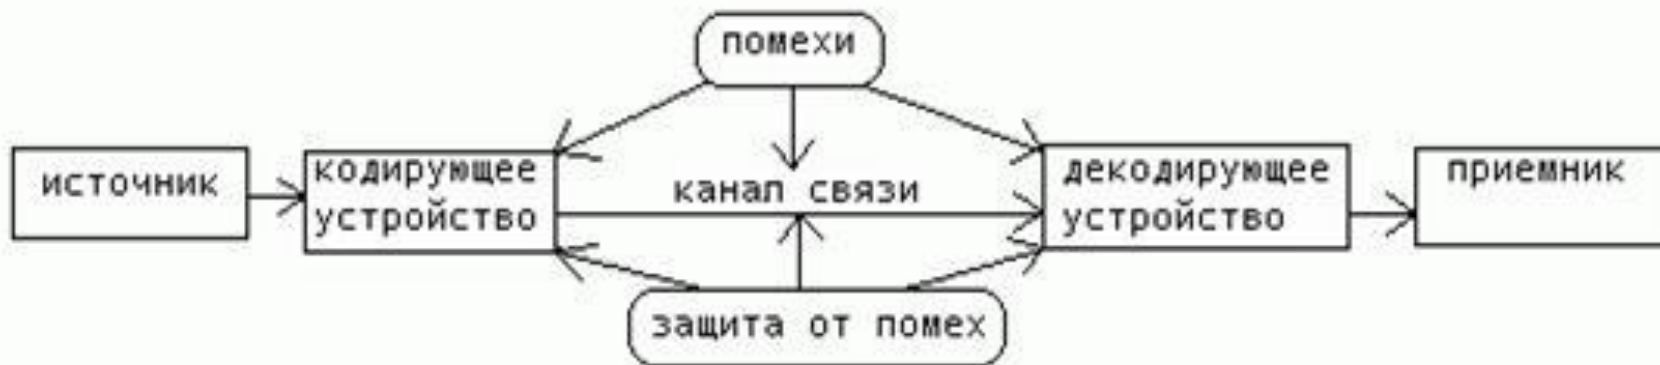 помехи
источник
кодирующее
устройство
канал связи
декодирующее
устройство
приемник
защита от помех